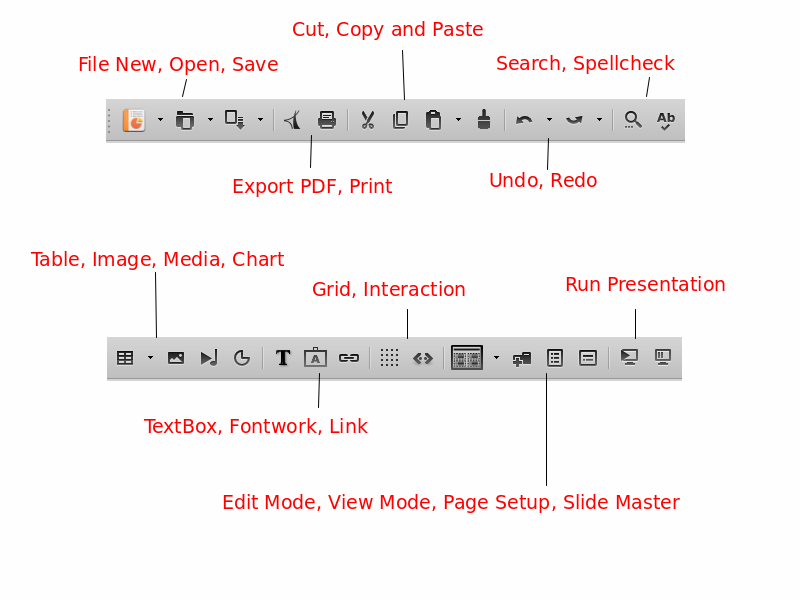 Cut, Copy and Paste
File New, Open, Save
Search, Spellcheck
Ab
Export PDF, Print
Undo, Redo
Table, Image, Media, Chart
Grid, Interaction
Run Presentation
T
A
TextBox, Fontwork, Link
Edit Mode, View Mode, Page Setup, Slide Master